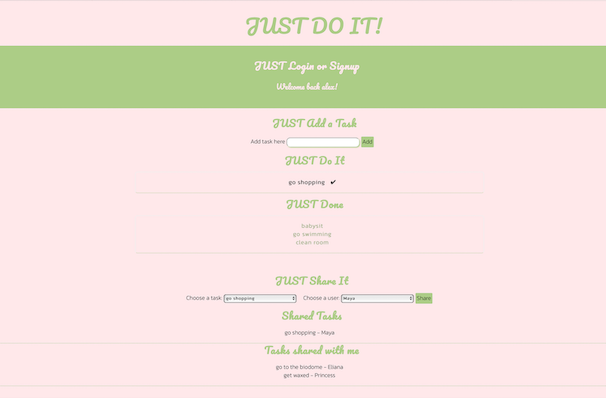 JUST DO IT!
JUST Login or Signup
Welcome back alex!
JUST Add a Task
Add task here Add
JUST Do It
go shopping ✔
JUST Done
babysit
go swimming
clean room
JUST Share It
Choose a task: go shopping Choose a user: Maya Share
Shared Tasks
go shopping - Maya
Tasks shared with me
go to the biodome - Eliana
get waxed - Princess